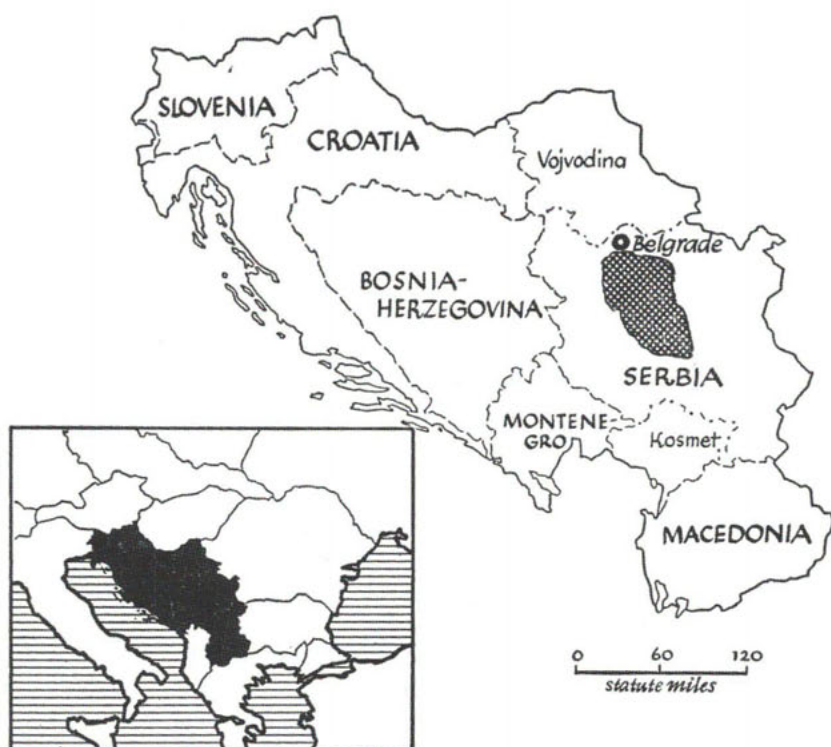 SLOVENIA
CROATIA
Vojvodina
Belgrade
BOSNIA-
HERZEGOVINA
SERBIA
MONTENE-
GRO
Kosmet
MACEDONIA
0 60 120
statute miles